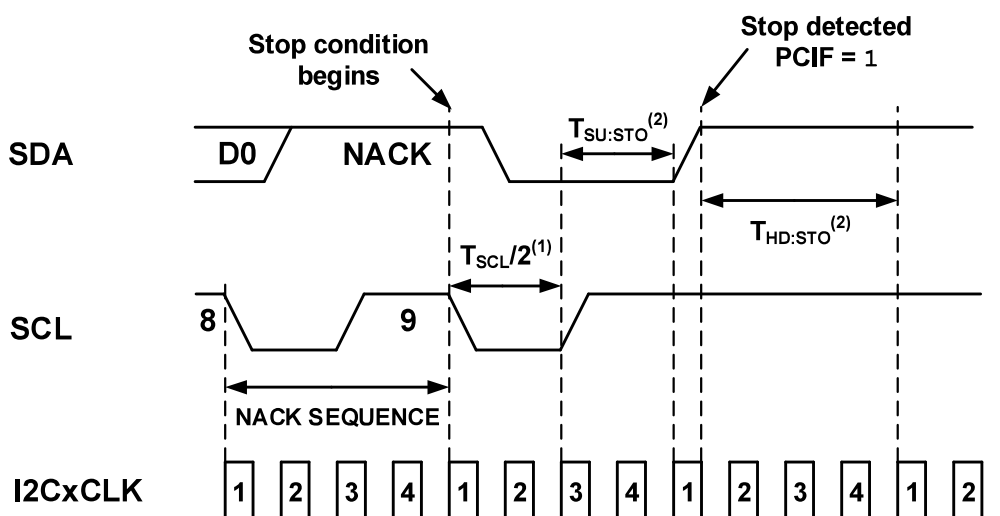 Stop condition
begins
Stop detected
PCIF = 1
SDA
D0
NACK
TSU:STO(2)
THD:STO(2)
TSCL/2(1)
SCL
8
9
NACK SEQUENCE
I2CxCLK
1 2 3 4 1 2 3 4 1 2 3 4 1 2